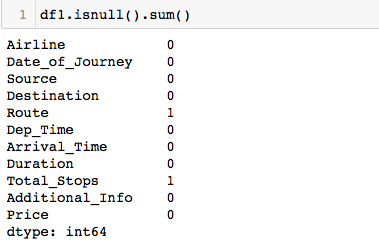 1 df1.isnull().sum()
Airline 0
Date_of_Journey 0
Source 0
Destination 0
Route 1
Dep_Time 0
Arrival_Time 0
Duration 0
Total_Stops 1
Additional_Info 0
Price 0
dtype: int64